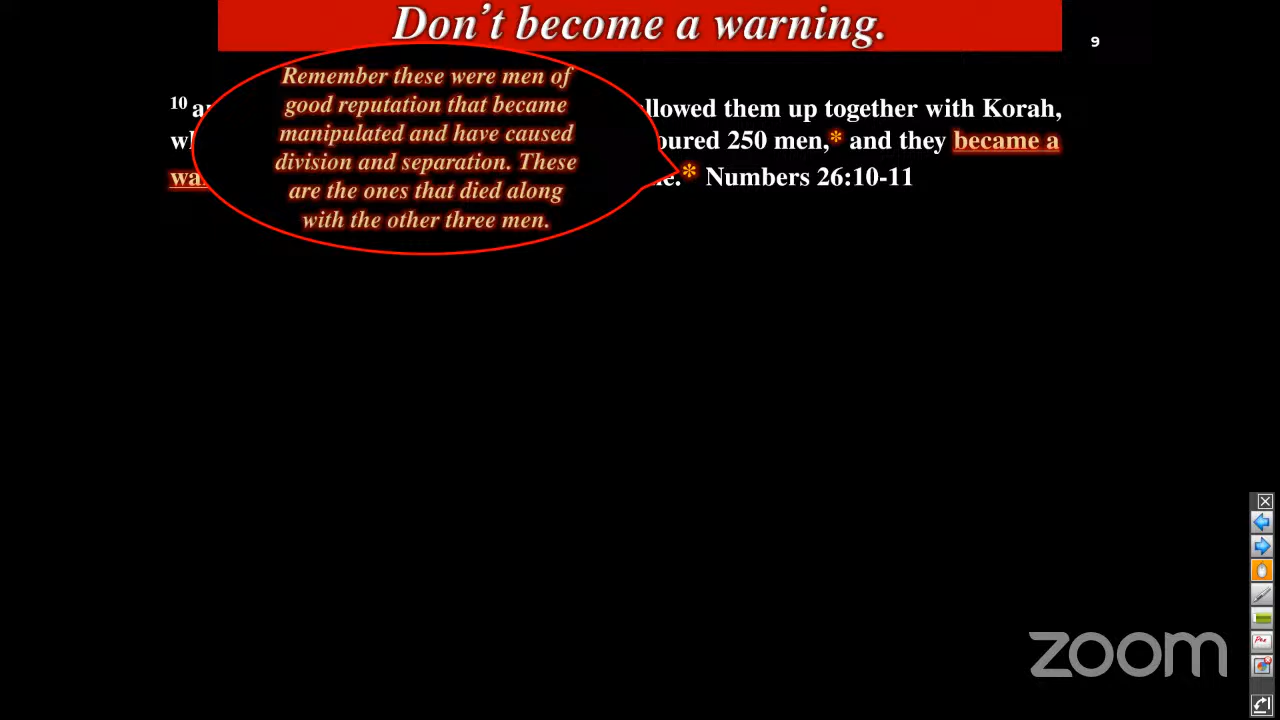 Don’t become a warning.
9
Remember these were men of
good reputation that became
manipulated and have caused
division and separation. These
are the ones that died along
with the other three men.
10 allowed them up together with Korah,
250 men,* and they became a
* Numbers 26:10-11
zoom